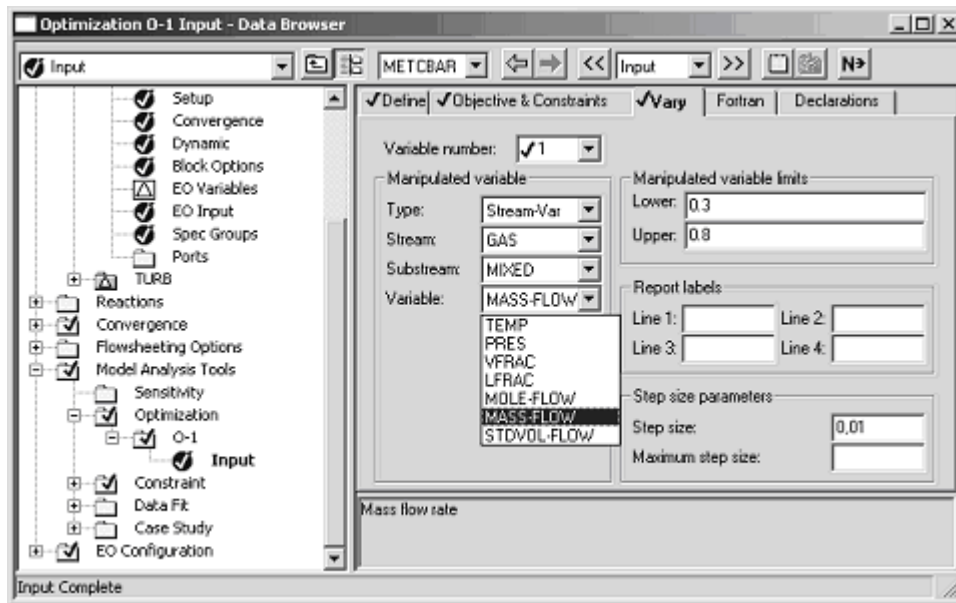 Optimization O-1 Input - Data Browser
Input
METCBAR
<<
Input
>>
N
Setup
Convergence
Dynamic
Block Options
EO Variables
EO Input
Spec Groups
Ports
TURB
Reactions
Convergence
Flowsheeting Options
Model Analysis Tools
Sensitivity
Optimization
O-1
Input
Constraint
Data Fit
Case Study
EO Configuration
Define Objective & Constraints Vary Fortran Declarations
Variable number: 1
Manipulated variable
Type: Stream-Var
Stream: GAS
Substream: MIXED
Variable: MASS-FLOW
TEMP
PRES
VFRAC
LFRAC
MOLE-FLOW
MASS-FLOW
STDVOL-FLOW
Manipulated variable limits
Lower: 0.3
Upper: 0.8
Report labels
Line 1: Line 2:
Line 3: Line 4:
Step size parameters
Step size: 0,01
Maximum step size:
Mass flow rate
Input Complete